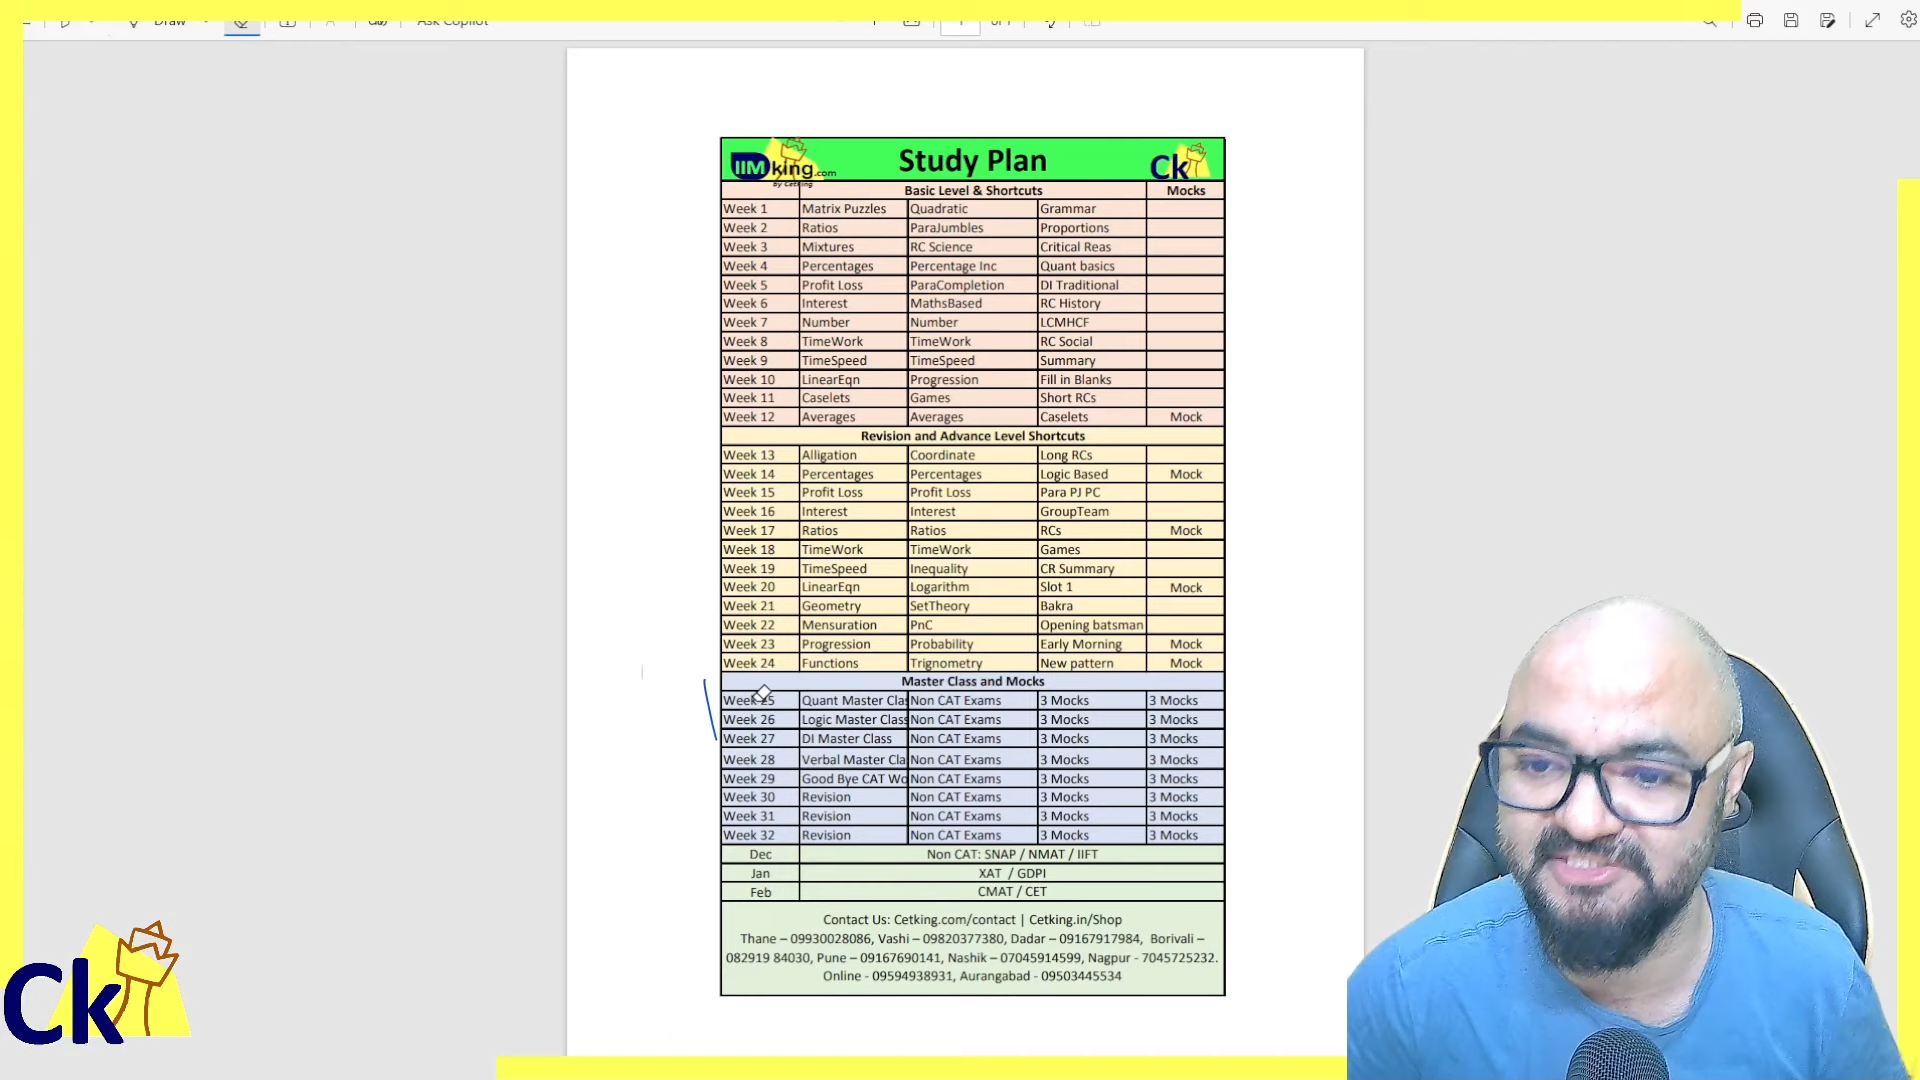 Draw Ask Copilot
IIMking.com by CetKing Study Plan Ck
Basic Level & Shortcuts Mocks
Week 1 Matrix Puzzles Quadratic Grammar
Week 2 Ratios ParaJumbles Proportions
Week 3 Mixtures RC Science Critical Reas
Week 4 Percentages Percentage Inc Quant basics
Week 5 Profit Loss ParaCompletion DI Traditional
Week 6 Interest MathsBased RC History
Week 7 Number Number LCMHCF
Week 8 TimeWork TimeWork RC Social
Week 9 TimeSpeed TimeSpeed Summary
Week 10 LinearEqn Progression Fill in Blanks
Week 11 Caselets Games Short RCs
Week 12 Averages Averages Caselets Mock
Revision and Advance Level Shortcuts
Week 13 Alligation Coordinate Long RCs
Week 14 Percentages Percentages Logic Based Mock
Week 15 Profit Loss Profit Loss Para PJ PC
Week 16 Interest Interest GroupTeam
Week 17 Ratios Ratios RCs Mock
Week 18 TimeWork TimeWork Games
Week 19 TimeSpeed Inequality CR Summary
Week 20 LinearEqn Logarithm Slot 1 Mock
Week 21 Geometry SetTheory Bakra
Week 22 Mensuration PnC Opening batsman
Week 23 Progression Probability Early Morning Mock
Week 24 Functions Trignometry New pattern Mock
Master Class and Mocks
Week 25 Quant Master Clas Non CAT Exams 3 Mocks 3 Mocks
Week 26 Logic Master Class Non CAT Exams 3 Mocks 3 Mocks
Week 27 DI Master Class Non CAT Exams 3 Mocks 3 Mocks
Week 28 Verbal Master Cla Non CAT Exams 3 Mocks 3 Mocks
Week 29 Good Bye CAT Wo Non CAT Exams 3 Mocks 3 Mocks
Week 30 Revision Non CAT Exams 3 Mocks 3 Mocks
Week 31 Revision Non CAT Exams 3 Mocks 3 Mocks
Week 32 Revision Non CAT Exams 3 Mocks 3 Mocks
Dec Non CAT: SNAP / NMAT / IIFT
Jan XAT / GDPI
Feb CMAT / CET
Contact Us: Cetking.com/contact | Cetking.in/Shop
Thane – 09930028086, Vashi – 09820377380, Dadar – 09167917984, Borivali –
082919 84030, Pune – 09167690141, Nashik – 07045914599, Nagpur - 7045725232.
Online - 09594938931, Aurangabad - 09503445534
Ck